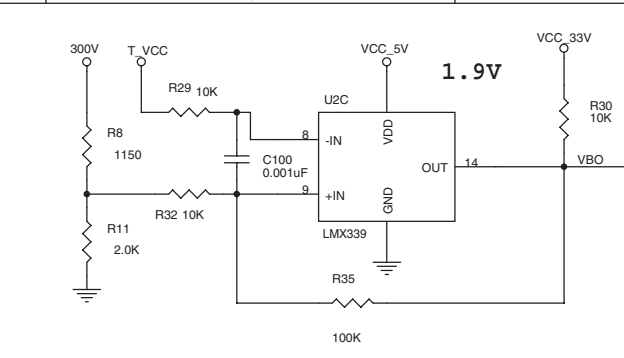 300V
T_VCC
VCC_5V
VCC_33V
1.9V
R29 10K
U2C
R30
10K
R8
1150
8
-IN
VDD
C100
0.001uF
OUT
14
VBO
9
+IN
GND
R32 10K
R11
2.0K
LMX339
R35
100K